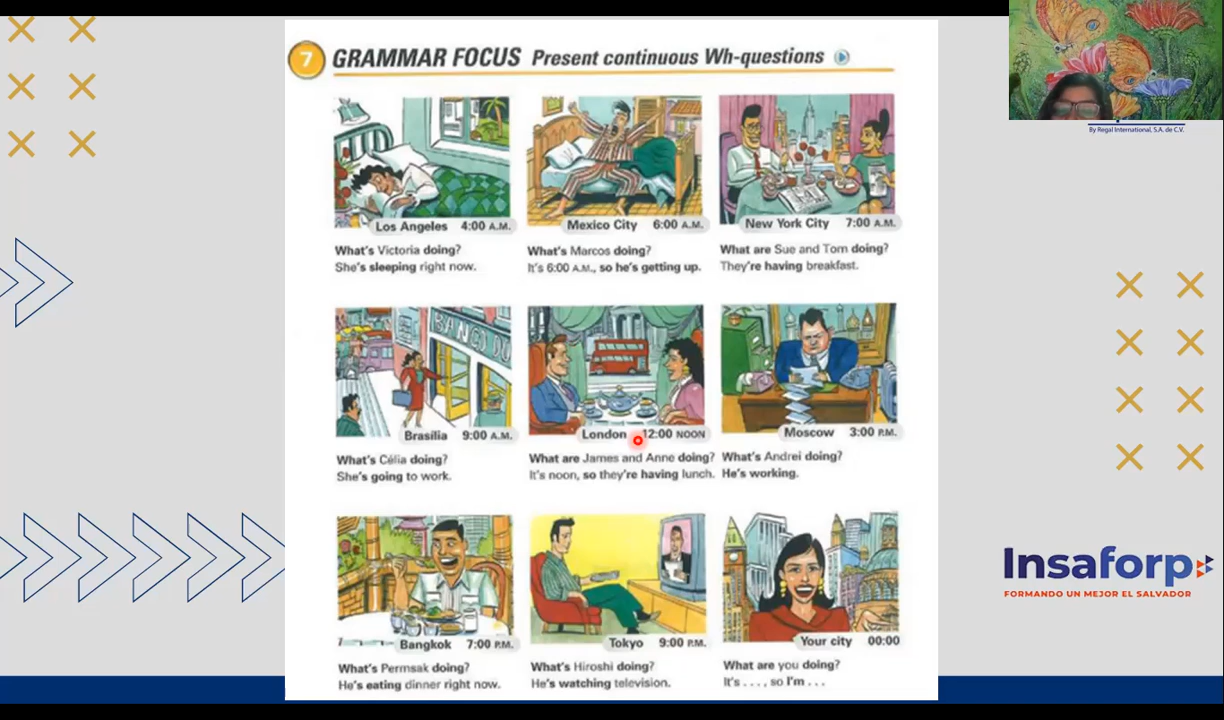 7 GRAMMAR FOCUS Present continuous Wh-questions
By Regal International, S.A. de C.V.
Los Angeles 4:00 A.M.
Mexico City 6:00 A.M.
New York City 7:00 A.M.
What's Victoria doing?
She's sleeping right now.
What's Marcos doing?
It's 6:00 A.M., so he's getting up.
What are Sue and Tom doing?
They're having breakfast.
BANCO DO
Brasília 9:00 A.M.
London 12:00 NOON
Moscow 3:00 P.M.
What's Célia doing?
She's going to work.
What are James and Anne doing?
It's noon, so they're having lunch.
What's Andrei doing?
He's working.
Bangkok 7:00 P.M.
Tokyo 9:00 P.M.
Your city 00:00
What's Permsak doing?
He's eating dinner right now.
What's Hiroshi doing?
He's watching television.
What are you doing?
It's . . . , so I'm . . .
Insaforp
FORMANDO UN MEJOR EL SALVADOR